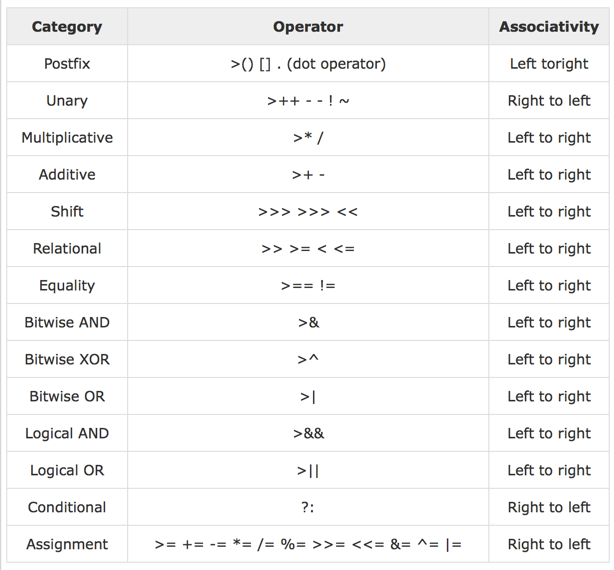 Category Operator Associativity
Postfix >() [] . (dot operator) Left toright
Unary >++ - - ! ~ Right to left
Multiplicative >* / Left to right
Additive >+ - Left to right
Shift >>> >>> << Left to right
Relational >> >= < <= Left to right
Equality >== != Left to right
Bitwise AND >& Left to right
Bitwise XOR >^ Left to right
Bitwise OR >| Left to right
Logical AND >&& Left to right
Logical OR >|| Left to right
Conditional ?: Right to left
Assignment >= += -= *= /= %= >>= <<= &= ^= |= Right to left